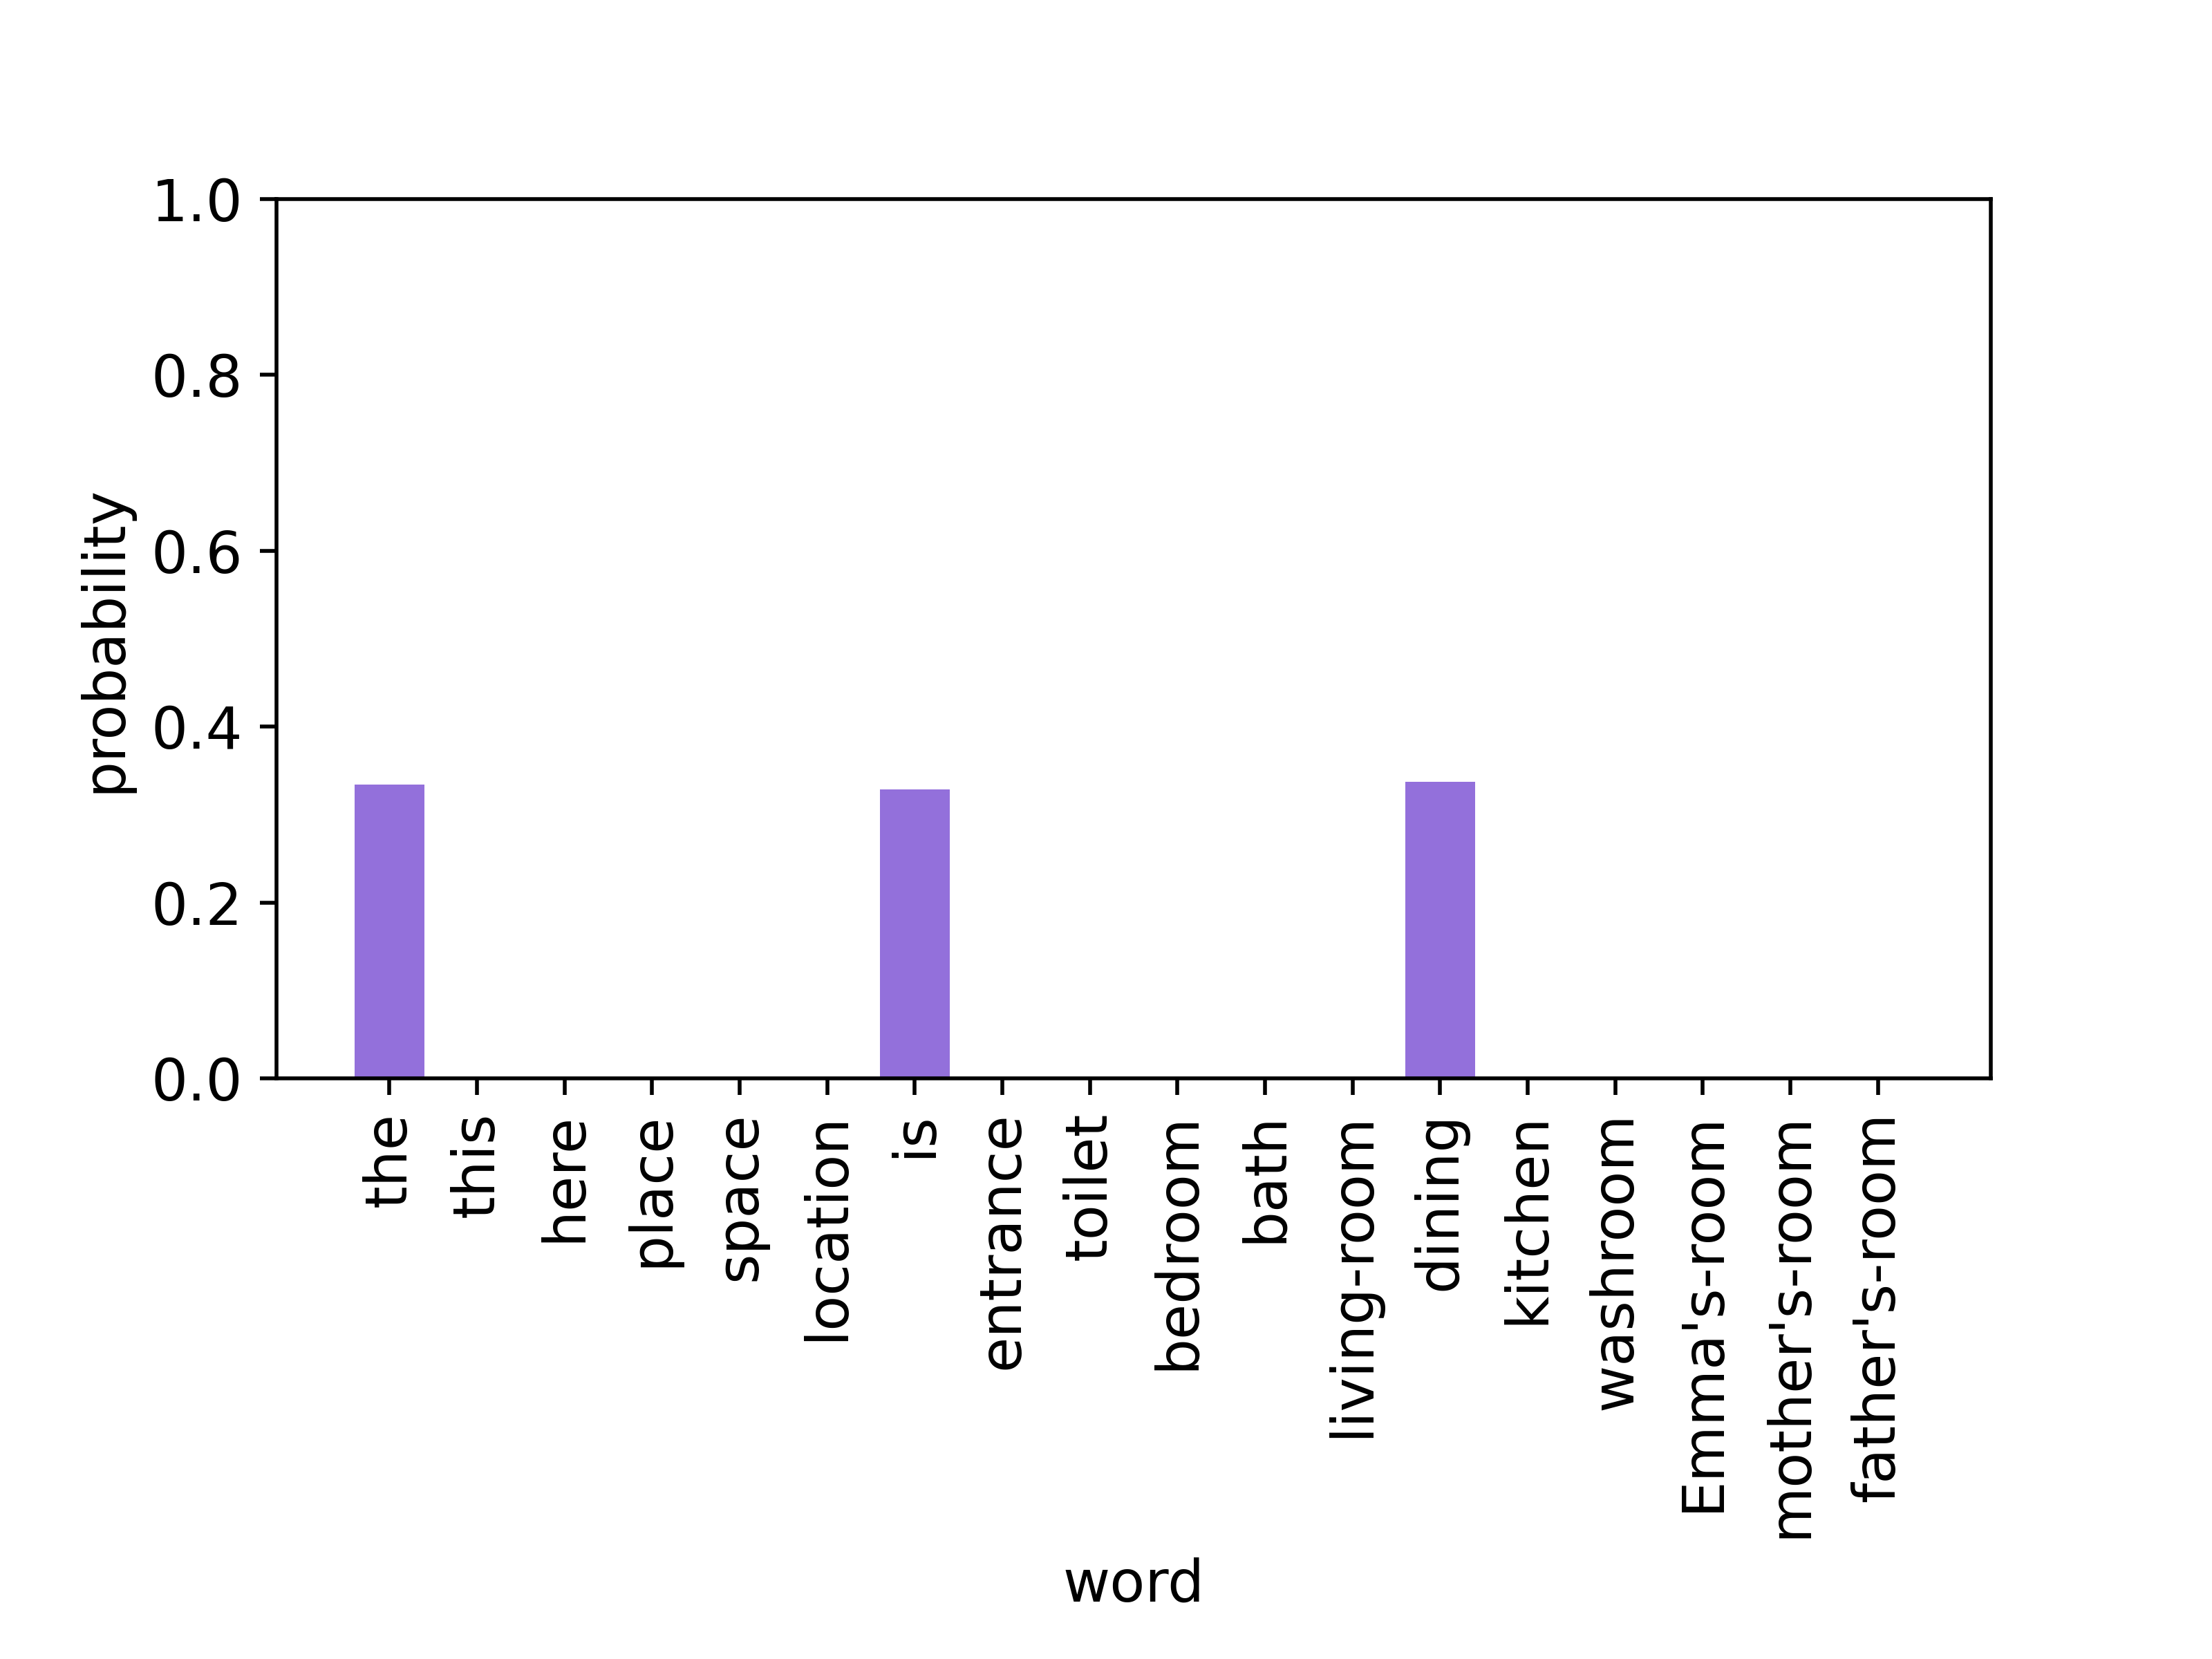 1.0
0.8
0.6
0.4
0.2
0.0
probability
the
this
here
place
space
location
is
entrance
toilet
bedroom
bath
living-room
dining
kitchen
washroom
Emma's-room
mother's-room
father's-room
word